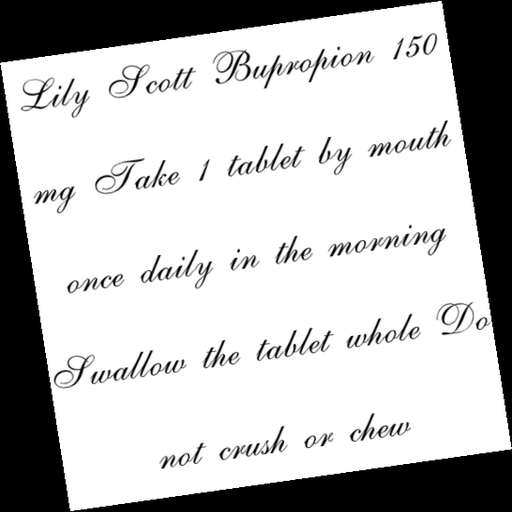 Lily Scott Bupropion 150
mg Take 1 tablet by mouth
once daily in the morning
Swallow the tablet whole Do
not crush or chew